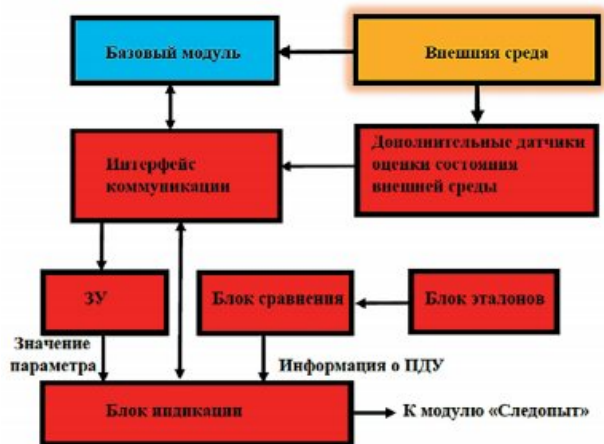 Базовый модуль
Внешняя среда
Интерфейс
коммуникации
Дополнительные датчики
оценки состояния
внешней среды
ЗУ
Блок сравнения
Блок эталонов
Значение
параметра
Информация о ПДУ
Блок индикации
К модулю «Следопыт»